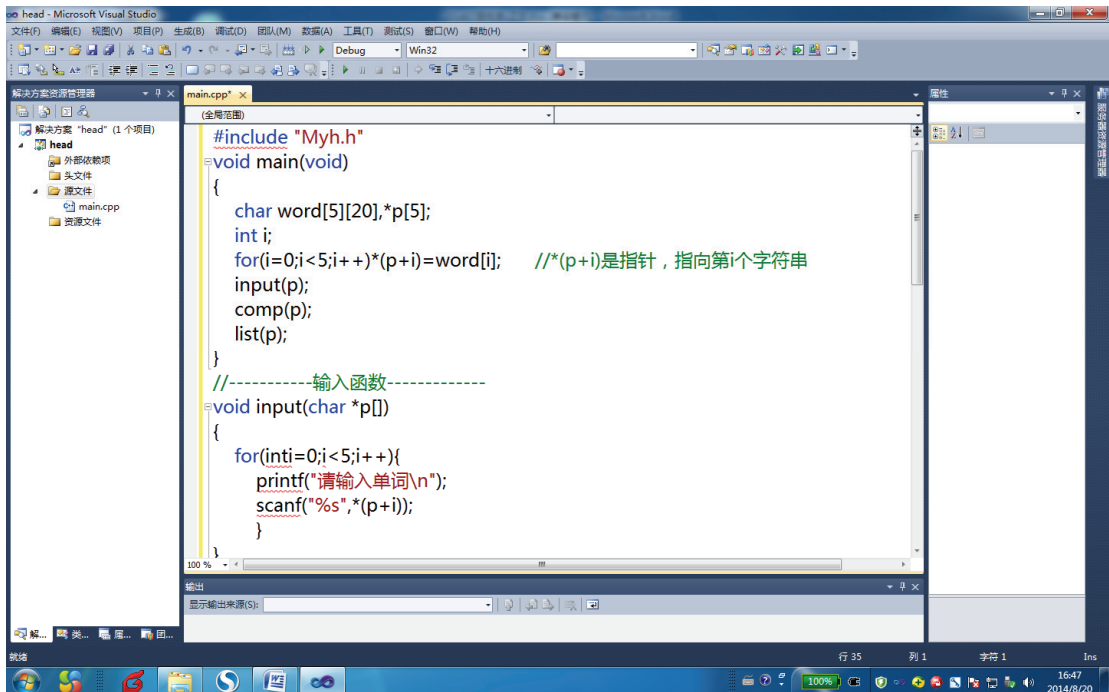 head - Microsoft Visual Studio
文件(F) 编辑(E) 视图(V) 项目(P) 生成(B) 调试(D) 团队(M) 数据(A) 工具(T) 测试(S) 窗口(W) 帮助(H)
Debug Win32
十六进制
解决方案资源管理器
main.cpp*
属性
(全局范围)
解决方案 "head" (1 个项目)
head
外部依赖项
头文件
源文件
main.cpp
资源文件
#include "Myh.h"
void main(void)
{
char word[5][20],*p[5];
int i;
for(i=0;i<5;i++)*(p+i)=word[i]; //*(p+i)是指针，指向第i个字符串
input(p);
comp(p);
list(p);
}
//-----------输入函数-------------
void input(char *p[])
{
for(inti=0;i<5;i++){
printf("请输入单词\n");
scanf("%s",*(p+i));
}
}
100 %
输出
显示输出来源(S):
解... 类... 属... 团...
就绪 行 35 列 1 字符 1 Ins
100% 16:47
2014/8/20